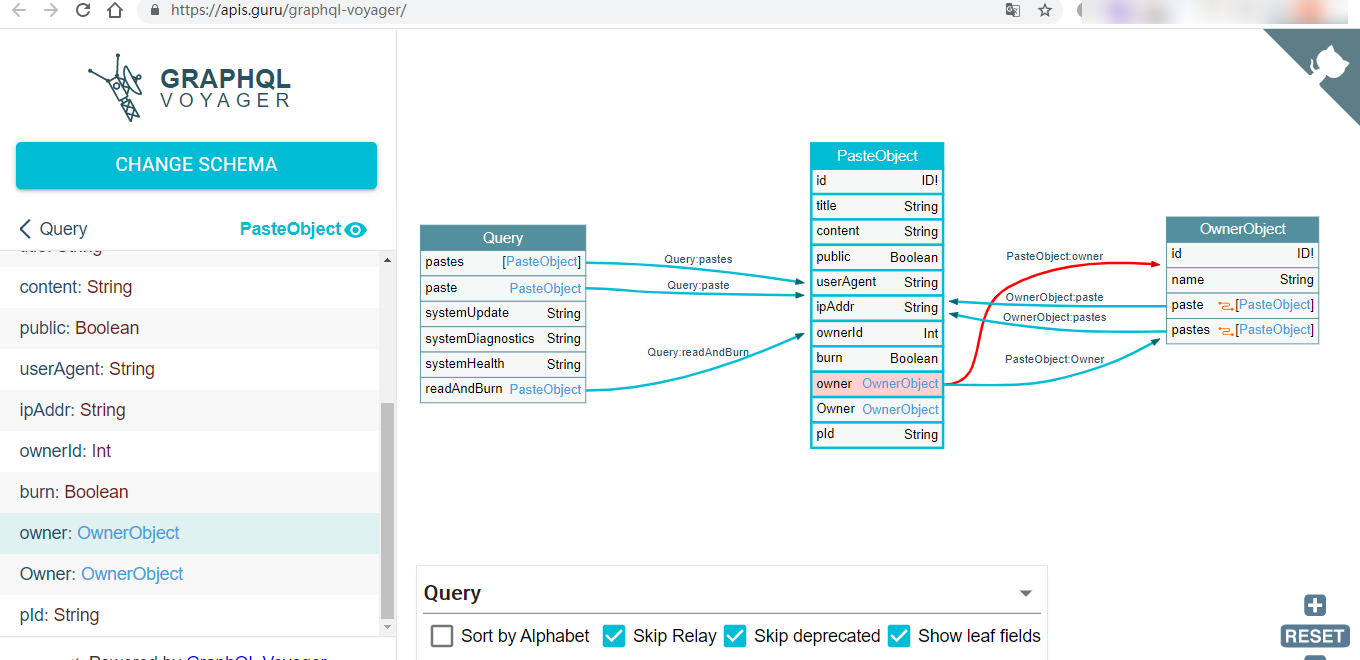 https://apis.guru/graphql-voyager/
GRAPHQL
VOYAGER
CHANGE SCHEMA
Query PasteObject
content: String
public: Boolean
userAgent: String
ipAddr: String
ownerId: Int
burn: Boolean
owner: OwnerObject
Owner: OwnerObject
pId: String
Powered by GraphQL Voyager
Query
pastes [PasteObject]
paste PasteObject
systemUpdate String
systemDiagnostics String
systemHealth String
readAndBurn PasteObject
Query:pastes
Query:paste
Query:readAndBurn
PasteObject
id ID!
title String
content String
public Boolean
userAgent String
ipAddr String
ownerId Int
burn Boolean
owner OwnerObject
Owner OwnerObject
pId String
PasteObject:owner
OwnerObject:paste
OwnerObject:pastes
PasteObject:Owner
OwnerObject
id ID!
name String
paste [PasteObject]
pastes [PasteObject]
Query
Sort by Alphabet Skip Relay Skip deprecated Show leaf fields
RESET